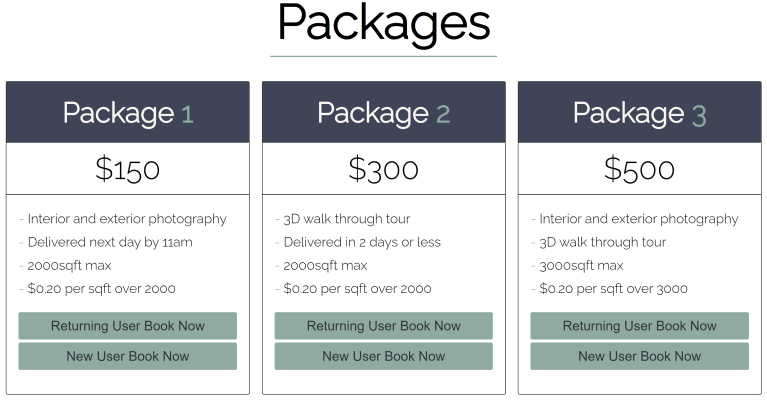 Packages
Package 1
$150
- Interior and exterior photography
- Delivered next day by 11am
- 2000sqft max
- $0.20 per sqft over 2000
Returning User Book Now
New User Book Now
Package 2
$300
- 3D walk through tour
- Delivered in 2 days or less
- 2000sqft max
- $0.20 per sqft over 2000
Returning User Book Now
New User Book Now
Package 3
$500
- Interior and exterior photography
- 3D walk through tour
- 3000sqft max
- $0.20 per sqft over 3000
Returning User Book Now
New User Book Now